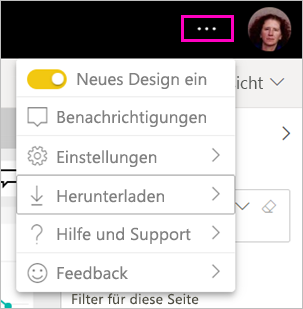 ...
Neues Design ein
icht
Benachrichtigungen
Einstellungen
Herunterladen
Hilfe und Support
Feedback
Filter für diese Seite